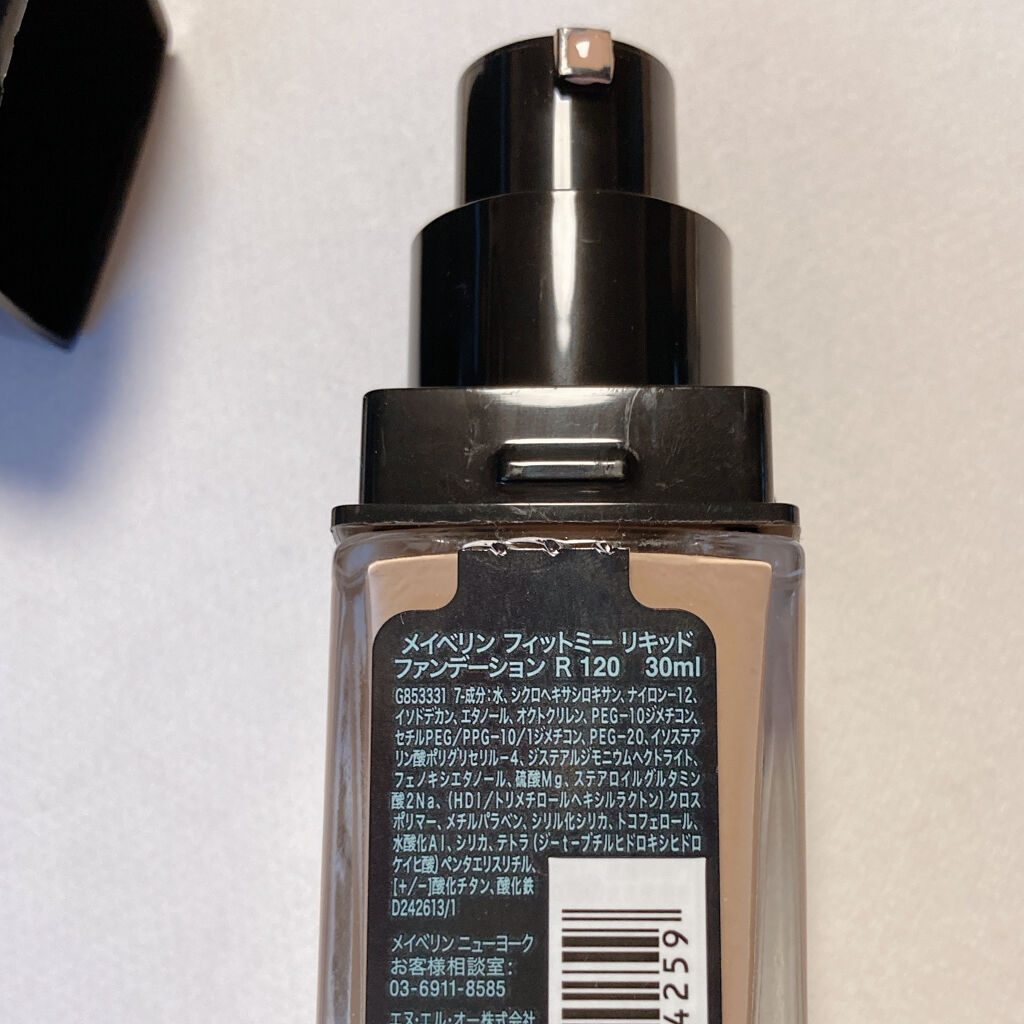 メイベリン フィットミー リキッド
ファンデーション R 120 30ml
G853331 7-成分:水、シクロヘキサシロキサン、ナイロン-12、
イソドデカン、エタノール、オクトクリレン、PEG-10ジメチコン、
セチルPEG/PPG-10/1ジメチコン、PEG-20、イソステア
リン酸ポリグリセリル-4、ジステアルジモニウムヘクトライト、
フェノキシエタノール、硫酸Mg、ステアロイルグルタミン
酸2Na、(HDI/トリメチロールヘキシルラクトン)クロス
ポリマー、メチルパラベン、シリル化シリカ、トコフェロール、
水酸化Al、シリカ、テトラ(ジ-t-ブチルヒドロキシヒドロ
ケイヒ酸)ペンタエリスリチル、
[+/-]酸化チタン、酸化鉄
D242613/1
メイベリン ニューヨーク
お客様相談室:
03-6911-8585
エヌ・エル・オー株式会社
42259